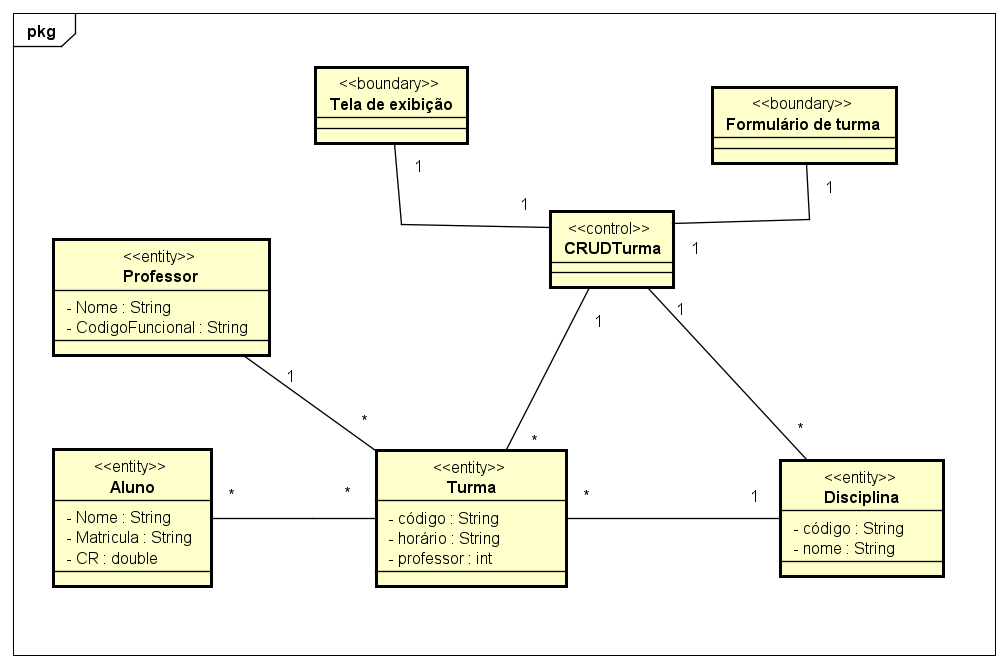 pkg
<<boundary>>
Tela de exibição
1
<<boundary>>
Formulário de turma
1
1
<<control>>
CRUDTurma
1
1
1
<<entity>>
Professor
- Nome : String
- CodigoFuncional : String
1
*
*
*
<<entity>>
Aluno
- Nome : String
- Matricula : String
- CR : double
*
*
<<entity>>
Turma
- código : String
- horário : String
- professor : int
*
1
<<entity>>
Disciplina
- código : String
- nome : String